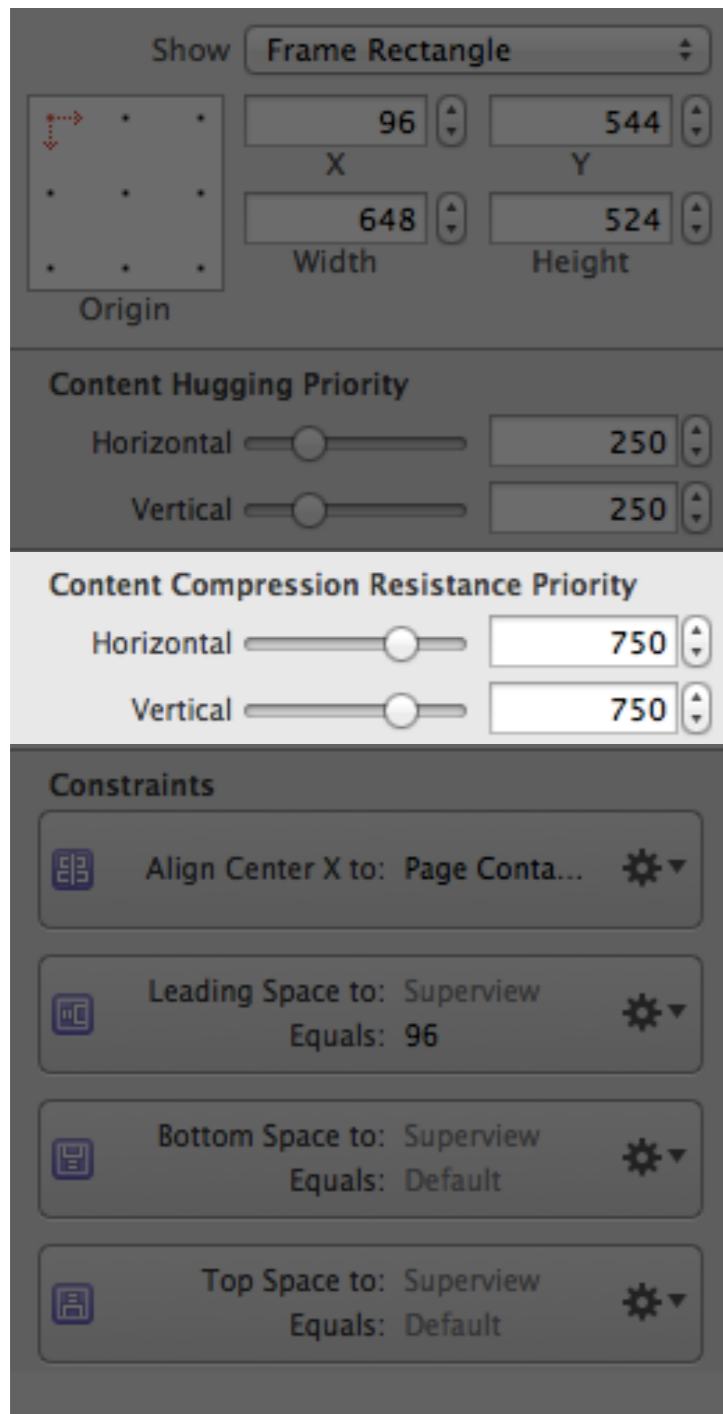 Show Frame Rectangle
96 544
X Y
648 524
Width Height
Origin
Content Hugging Priority
Horizontal 250
Vertical 250
Content Compression Resistance Priority
Horizontal 750
Vertical 750
Constraints
Align Center X to: Page Conta...
Leading Space to: Superview
Equals: 96
Bottom Space to: Superview
Equals: Default
Top Space to: Superview
Equals: Default